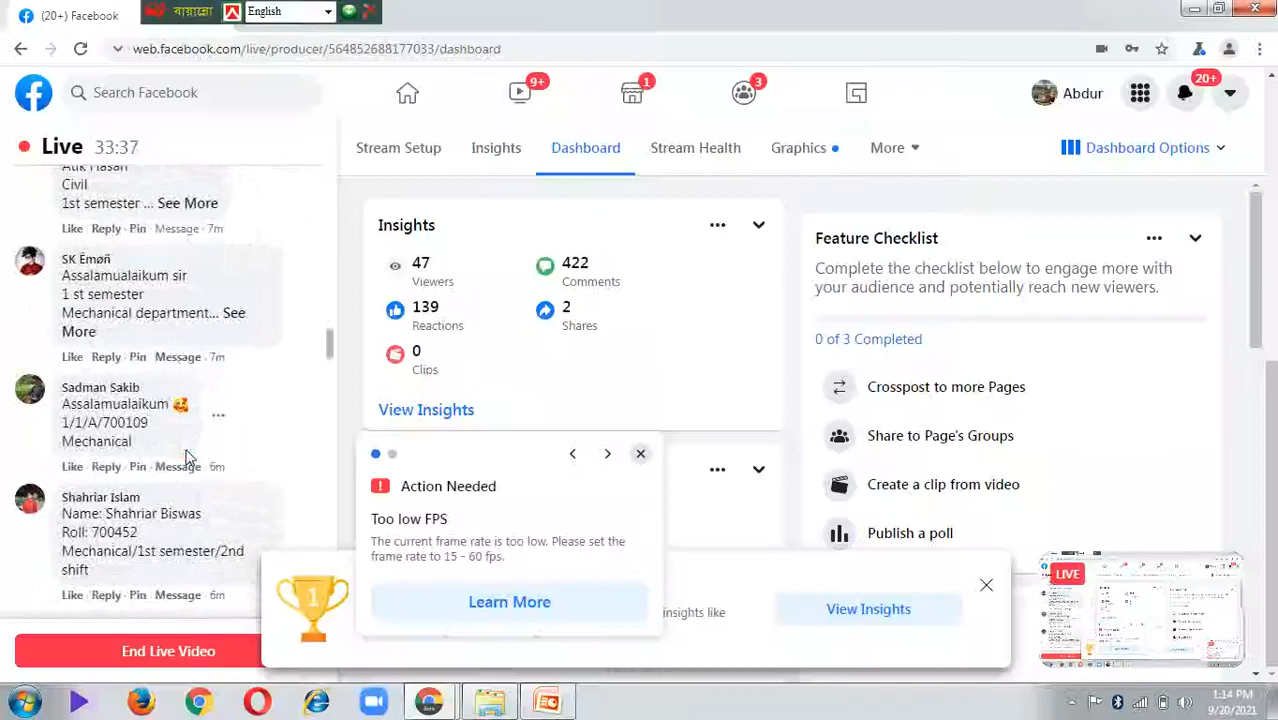 (20+) Facebook
বায়ান্নো
English
web.facebook.com/live/producer/564852688177033/dashboard
Search Facebook
9+
1
3
Abdur
20+
Live 33:37
Stream Setup
Insights
Dashboard
Stream Health
Graphics
More
Dashboard Options
Atik Hasan
Civil
1st semester ... See More
Like Reply Pin Message · 7m
SK Emøñ
Assalamualaikum sir
1 st semester
Mechanical department... See
More
Like Reply Pin Message · 7m
Sadman Sakib
Assalamualaikum 🥰
1/1/A/700109
Mechanical
Like Reply Pin Message · 6m
Shahriar Islam
Name: Shahriar Biswas
Roll: 700452
Mechanical/1st semester/2nd
shift
Like Reply Pin Message · 6m
End Live Video
Insights
47
Viewers
422
Comments
139
Reactions
2
Shares
0
Clips
View Insights
Action Needed
Too low FPS
The current frame rate is too low. Please set the
frame rate to 15 - 60 fps.
Learn More
insights like
View Insights
1
Feature Checklist
Complete the checklist below to engage more with
your audience and potentially reach new viewers.
0 of 3 Completed
Crosspost to more Pages
Share to Page's Groups
Create a clip from video
Publish a poll
LIVE
1:14 PM
9/20/2021